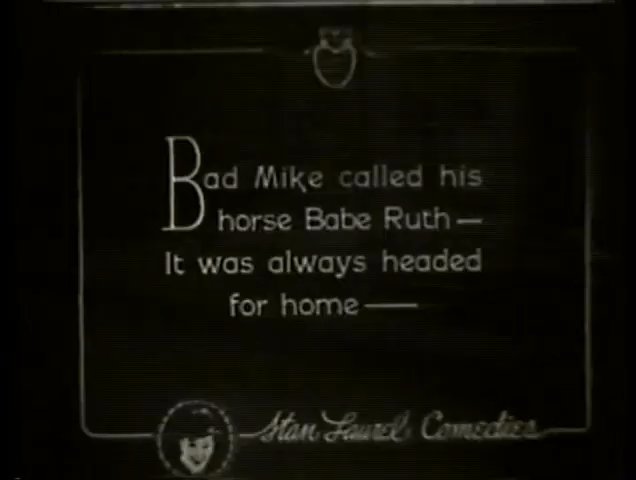 Bad Mike called his
horse Babe Ruth —
It was always headed
for home —
Stan Laurel Comedies